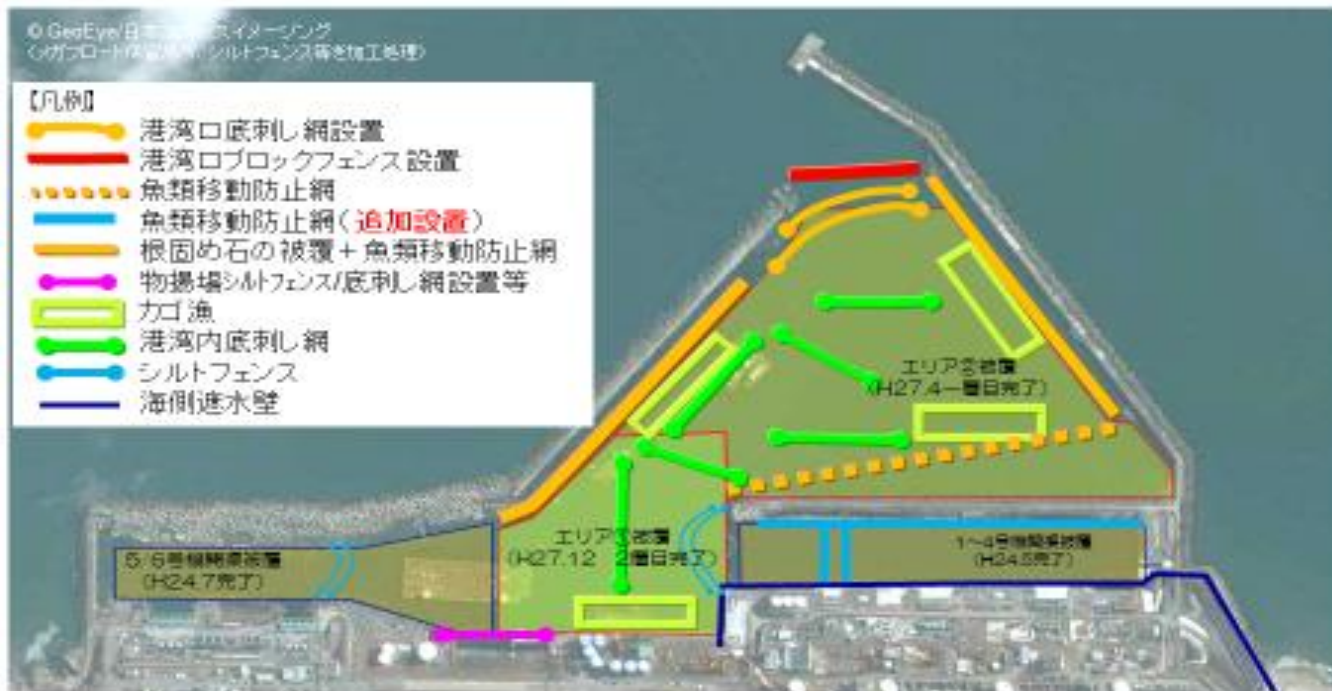 © GeoEye/日本スペースイメージング
【凡例】
港湾口底刺し網設置
港湾口ブロックフェンス設置
魚類移動防止網
魚類移動防止網(追加設置)
根固め石の被覆+魚類移動防止網
物揚場シルトフェンス/底刺し網設置等
カゴ漁
港湾内底刺し網
シルトフェンス
海側遮水壁
エリア②被覆
(H27.4一層目完了)
エリア①被覆
(H27.12 2層目完了)
5/6号機開渠被覆
(H24.7完了)
1~4号機開渠被覆
(H24.5完了)